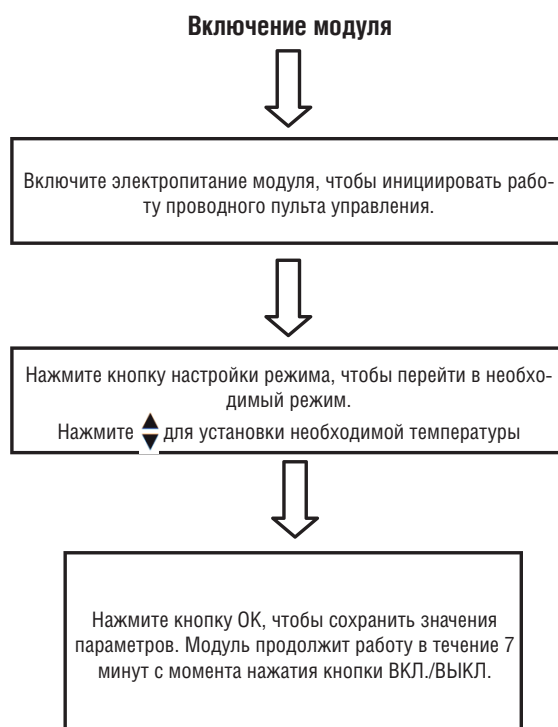 Включение модуля
Включите электропитание модуля, чтобы инициировать рабо-
ту проводного пульта управления.
Нажмите кнопку настройки режима, чтобы перейти в необхо-
димый режим.
Нажмите ▲▼ для установки необходимой температуры
Нажмите кнопку OK, чтобы сохранить значения
параметров. Модуль продолжит работу в течение 7
минут с момента нажатия кнопки ВКЛ./ВЫКЛ.